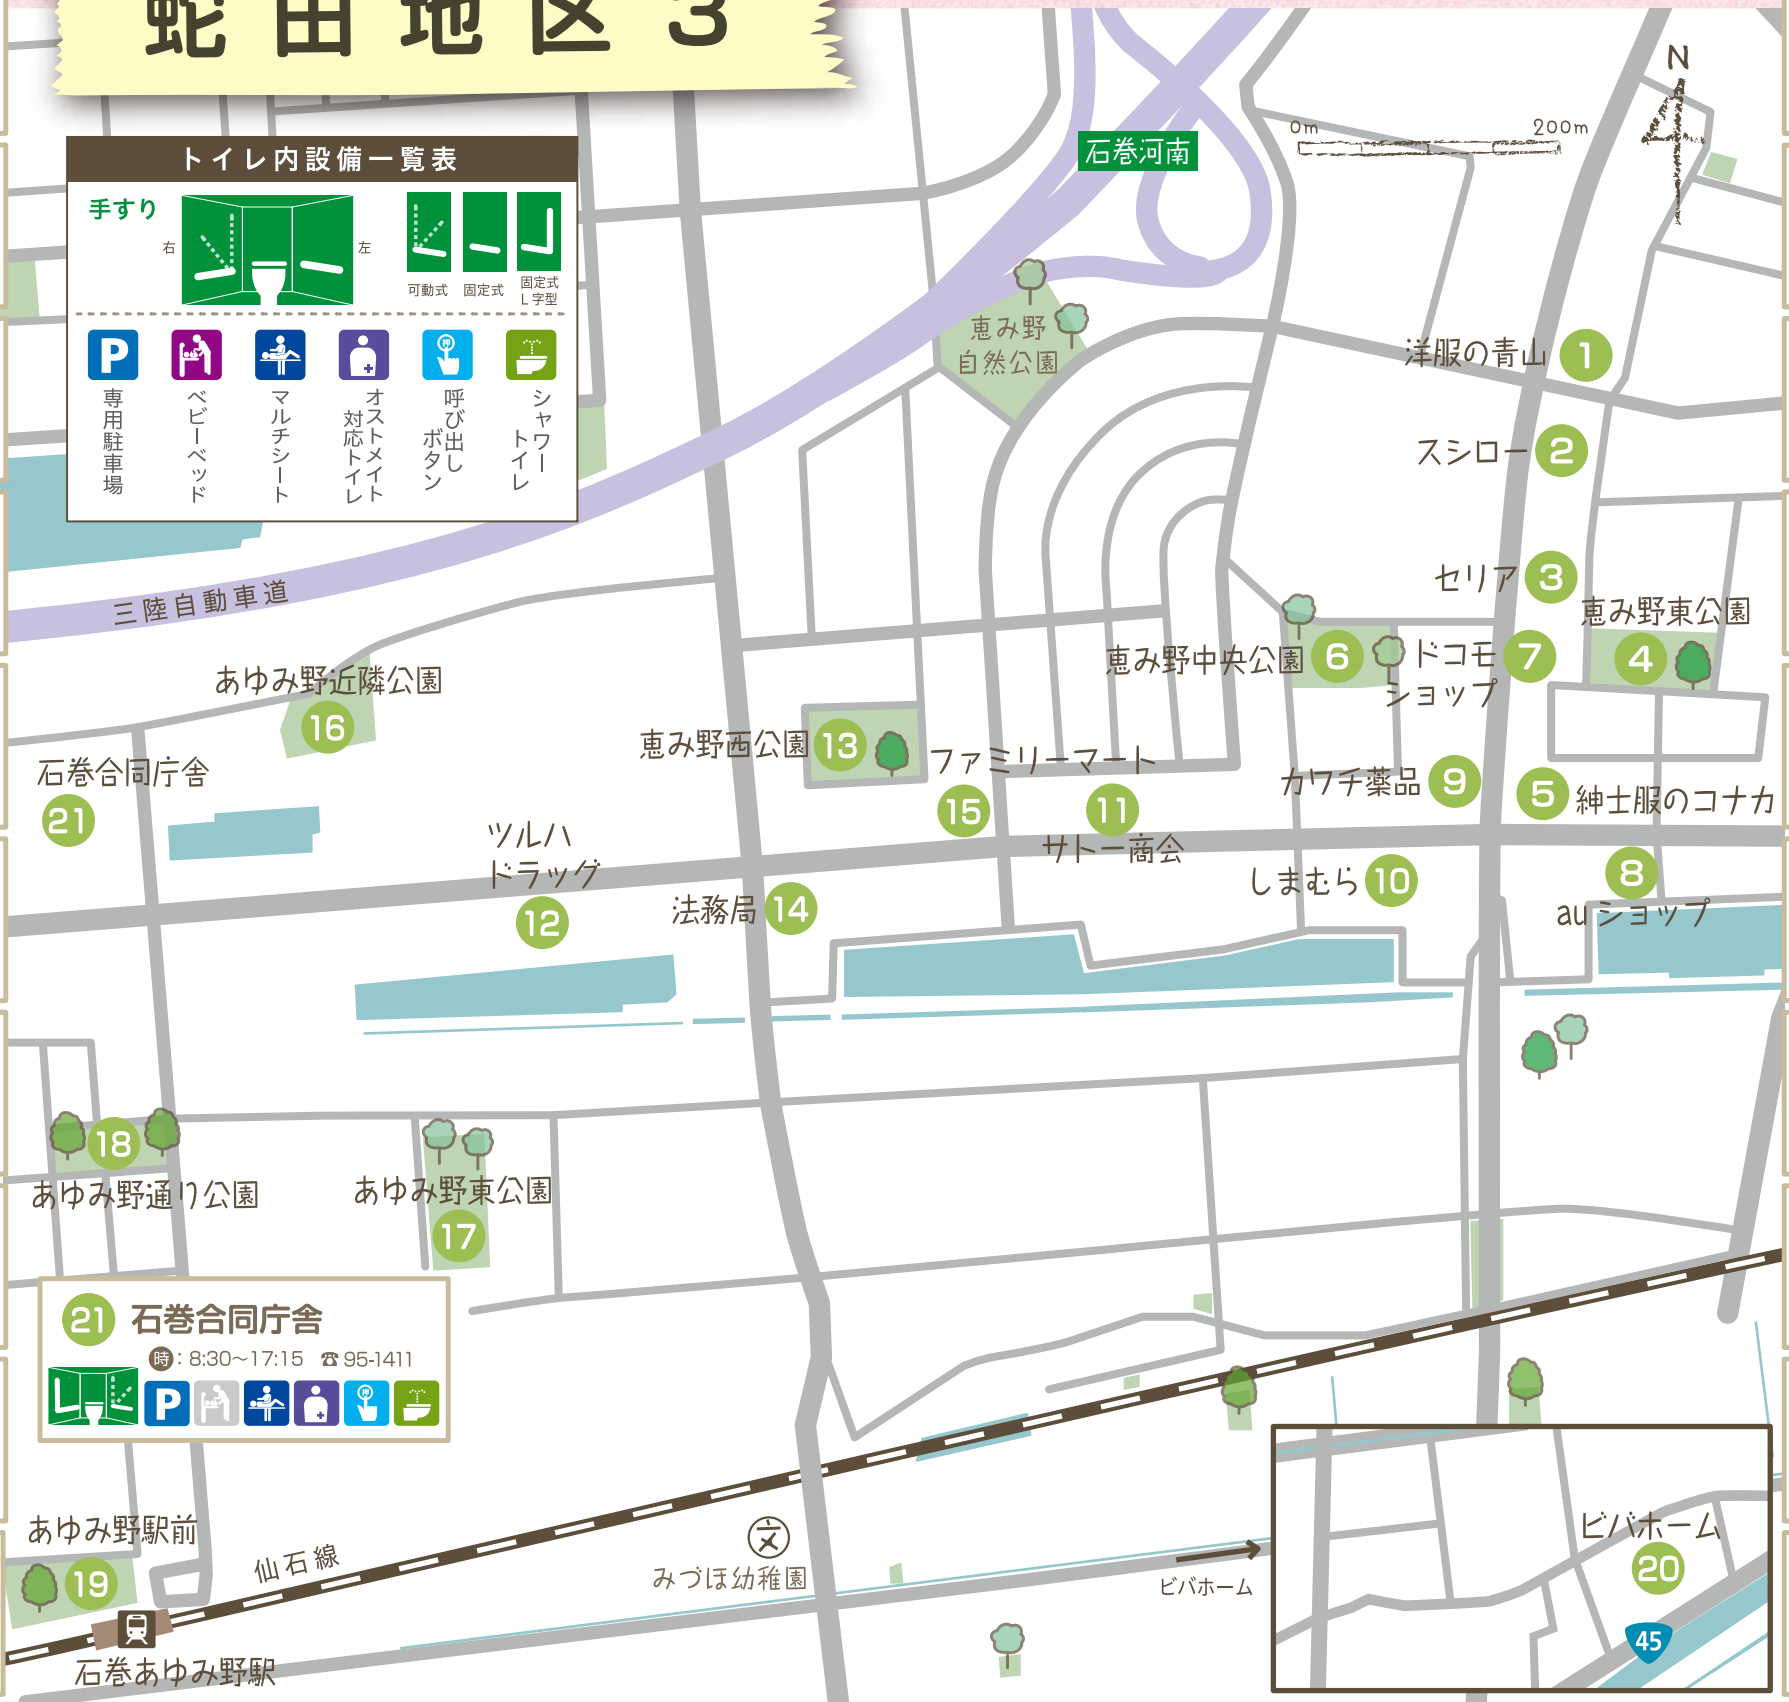 蛇田地区3
N
0m
200m
石巻河南
トイレ内設備一覧表
手すり
右
左
可動式
固定式
固定式
L字型
P
専用駐車場
ベビーベッド
マルチシート
オストメイト
対応トイレ
押
呼び出し
ボタン
シャワー
トイレ
三陸自動車道
恵み野
自然公園
洋服の青山
1
スシロー
2
セリア
3
恵み野東公園
4
恵み野中央公園
6
ドコモ
ショップ
7
あゆみ野近隣公園
16
恵み野西公園
13
ファミリーマート
15
11
サトー商会
カワチ薬品
9
5
紳士服のコナカ
石巻合同庁舎
21
ツルハ
ドラッグ
12
法務局
14
しまむら
10
8
auショップ
18
あゆみ野通り公園
あゆみ野東公園
17
21
石巻合同庁舎
時:8:30〜17:15 ☎95-1411
P
押
あゆみ野駅前
19
仙石線
石巻あゆみ野駅
文
みづほ幼稚園
ビバホーム
ビバホーム
20
45